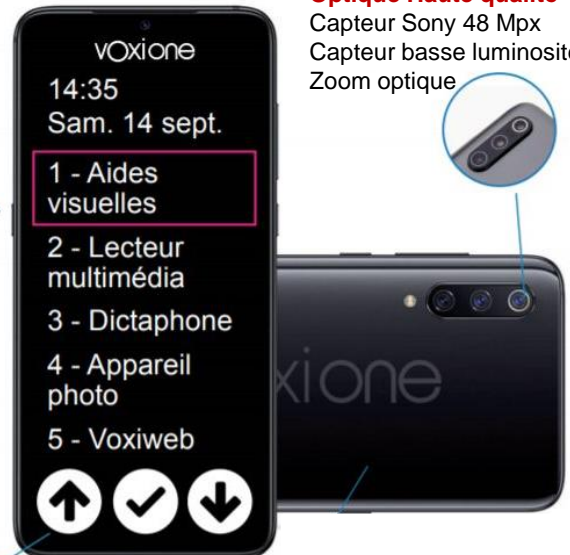 Optique Haute qualité
Capteur Sony 48 Mpx
Capteur basse luminosité
Zoom optique
vOxione
14:35
Sam. 14 sept.
1 - Aides
visuelles
2 - Lecteur
multimédia
3 - Dictaphone
4 - Appareil
photo
5 - Voxiweb
xione